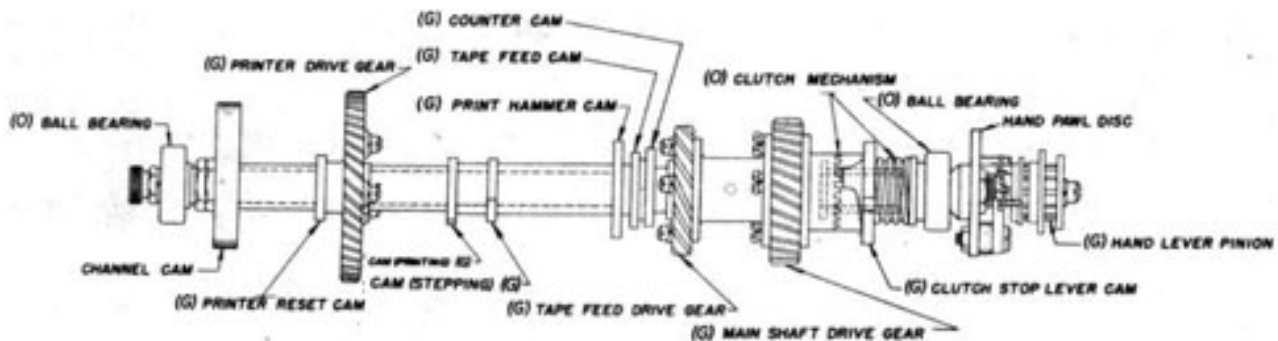 (G) COUNTER CAM
(G) PRINTER DRIVE GEAR
(G) TAPE FEED CAM
(O) CLUTCH MECHANISM
(G) PRINT HAMMER CAM
(O) BALL BEARING
(O) BALL BEARING
HAND PAWL DISC
(G) HAND LEVER PINION
CHANNEL CAM
CAM (PRINTING) (G)
CAM (STEPPING) (G)
(G) CLUTCH STOP LEVER CAM
(G) PRINTER RESET CAM
(G) TAPE FEED DRIVE GEAR
(G) MAIN SHAFT DRIVE GEAR